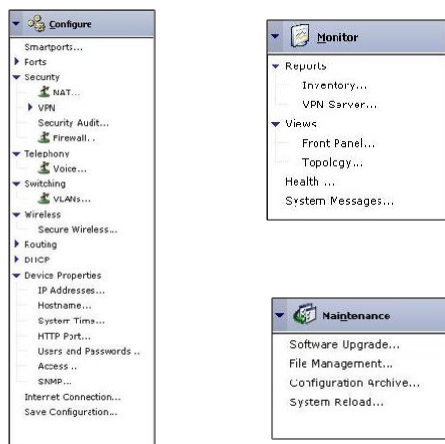 Configure
Smartports...
Ports
Security
NAT...
VPN
Security Audit...
Firewall..
Telephony
Voice...
Switching
VLANs...
Wireless
Secure Wireless...
Routing
DHCP
Device Properties
IP Addresses...
Hostname...
System Time...
HTTP Port...
Users and Passwords ..
Access ..
SNMP...
Internet Connection...
Save Configuration...
Monitor
Reports
Inventory...
VPN Server...
Views
Front Panel...
Topology...
Health ...
System Messages...
Maintenance
Software Upgrade...
File Management...
Configuration Archive...
System Reload...